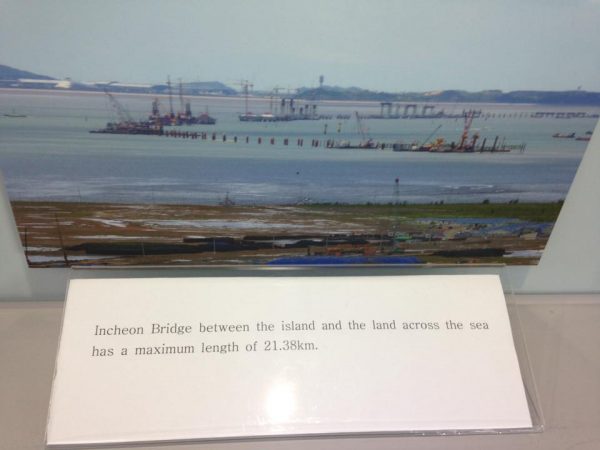 Incheon Bridge between the island and the land across the sea
has a maximum length of 21.38km.